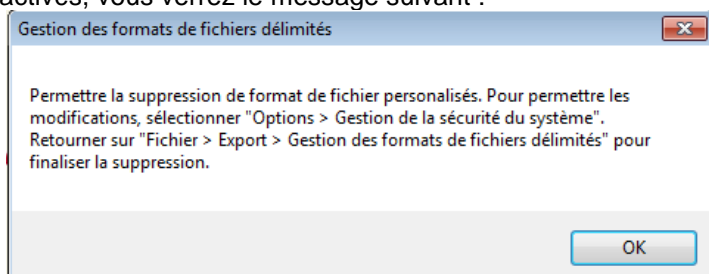 activés, vous verrez le message suivant :
Gestion des formats de fichiers délimités
Permettre la suppression de format de fichier personalisés. Pour permettre les
modifications, sélectionner "Options > Gestion de la sécurité du système".
Retourner sur "Fichier > Export > Gestion des formats de fichiers délimités" pour
finaliser la suppression.
OK